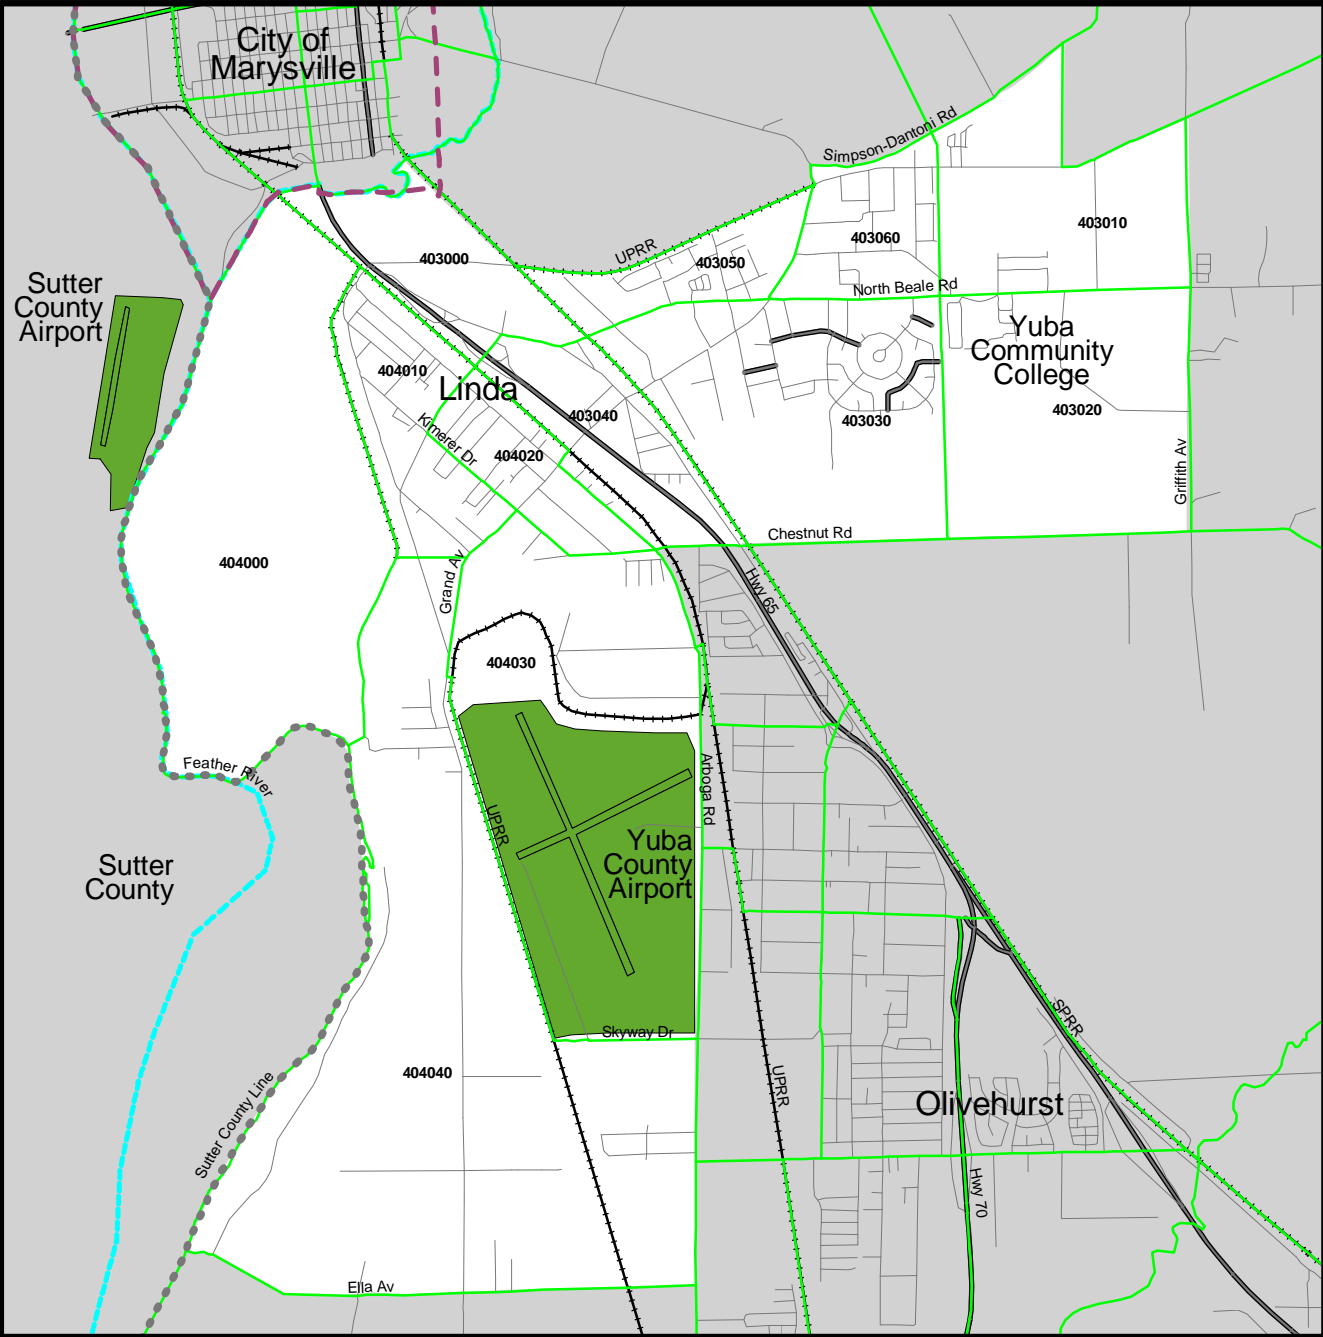 City of
Marysville
Simpson-Dantoni Rd
403010
403060
UPRR
403000
403050
Sutter
County
Airport
North Beale Rd
Yuba
Community
College
404010
Linda
403020
403040
403030
Kimerer Dr
404020
Griffith Av
Chestnut Rd
404000
Grand Av
Hwy 65
404030
Feather River
Arboga Rd
UPRR
Yuba
County
Airport
Sutter
County
SPRR
Skyway Dr
404040
UPRR
Olivehurst
Sutter County Line
Hwy 70
Ella Av